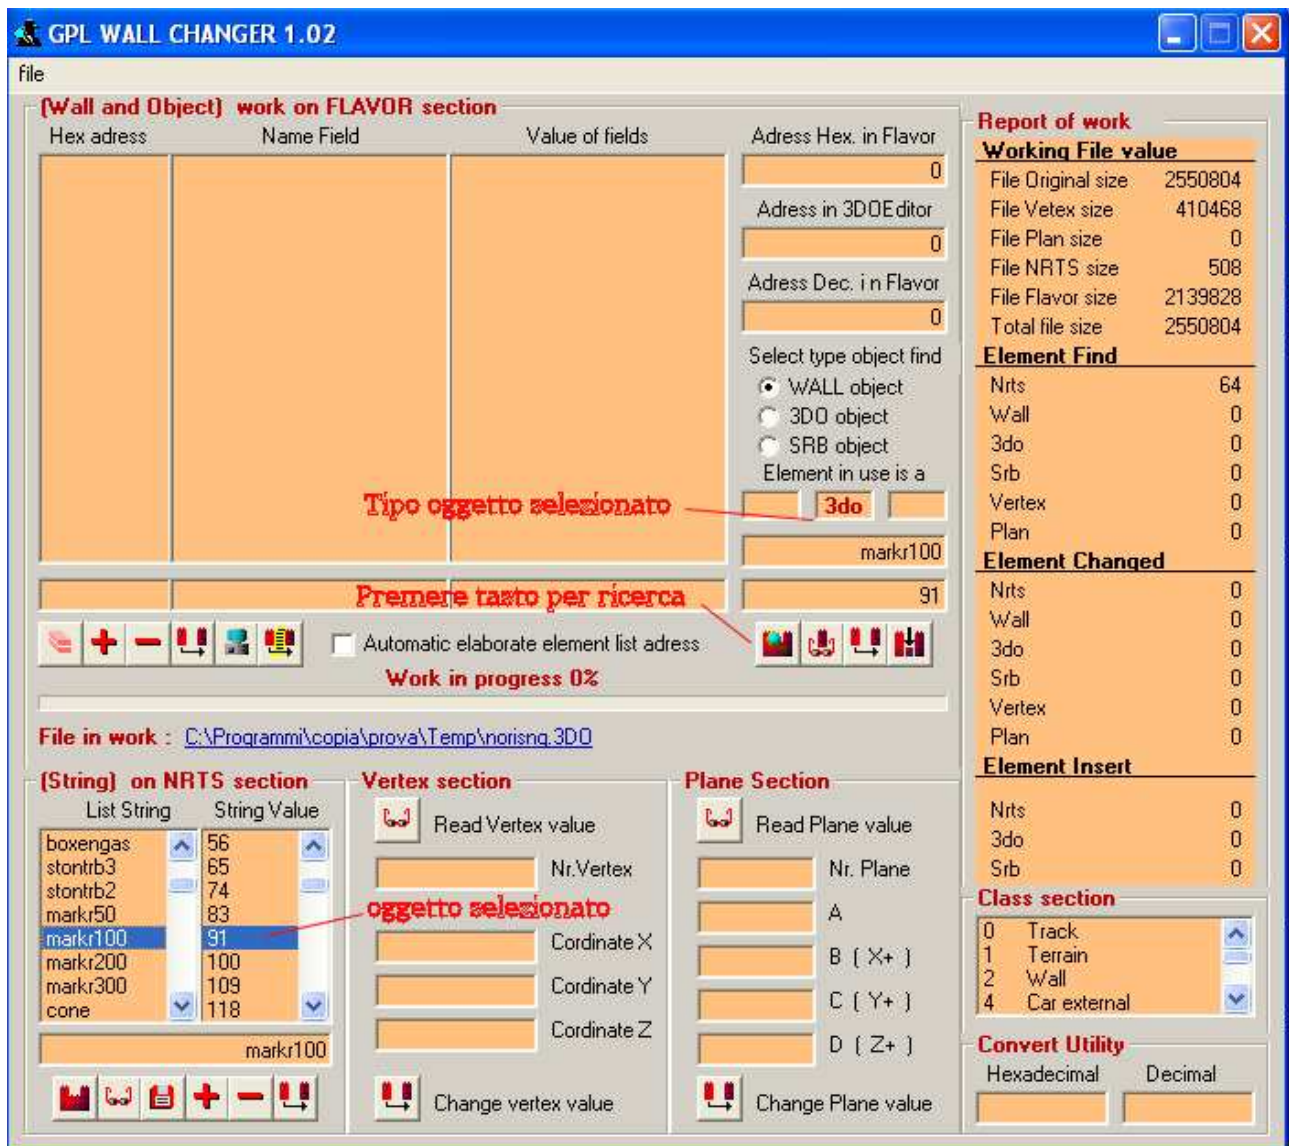 GPL WALL CHANGER 1.02
file
(Wall and Object) work on FLAVOR section
Hex adress Name Field Value of fields
Adress Hex. in Flavor
0
Adress in 3DOEditor
0
Adress Dec. in Flavor
0
Select type object find
WALL object
3DO object
SRB object
Element in use is a
Tipo oggetto selezionato
3do
markr100
Premere tasto per ricerca
91
Automatic elaborate element list adress
Work in progress 0%
File in work : C:\Programmi\copia\prova\Temp\norisnq.3DO
(String) on NRTS section
List String String Value
boxengas 56
stontrb3 65
stontrb2 74
markr50 83
markr100 91
markr200 100
markr300 109
cone 118
oggetto selezionato
markr100
Vertex section
Read Vertex value
Nr.Vertex
Cordinate X
Cordinate Y
Cordinate Z
Change vertex value
Plane Section
Read Plane value
Nr. Plane
A
B ( X+ )
C ( Y+ )
D ( Z+ )
Change Plane value
Report of work
Working File value
File Original size 2550804
File Vetex size 410468
File Plan size 0
File NRTS size 508
File Flavor size 2139828
Total file size 2550804
Element Find
Nrts 64
Wall 0
3do 0
Srb 0
Vertex 0
Plan 0
Element Changed
Nrts 0
Wall 0
3do 0
Srb 0
Vertex 0
Plan 0
Element Insert
Nrts 0
3do 0
Srb 0
Class section
0 Track
1 Terrain
2 Wall
4 Car external
Convert Utility
Hexadecimal Decimal